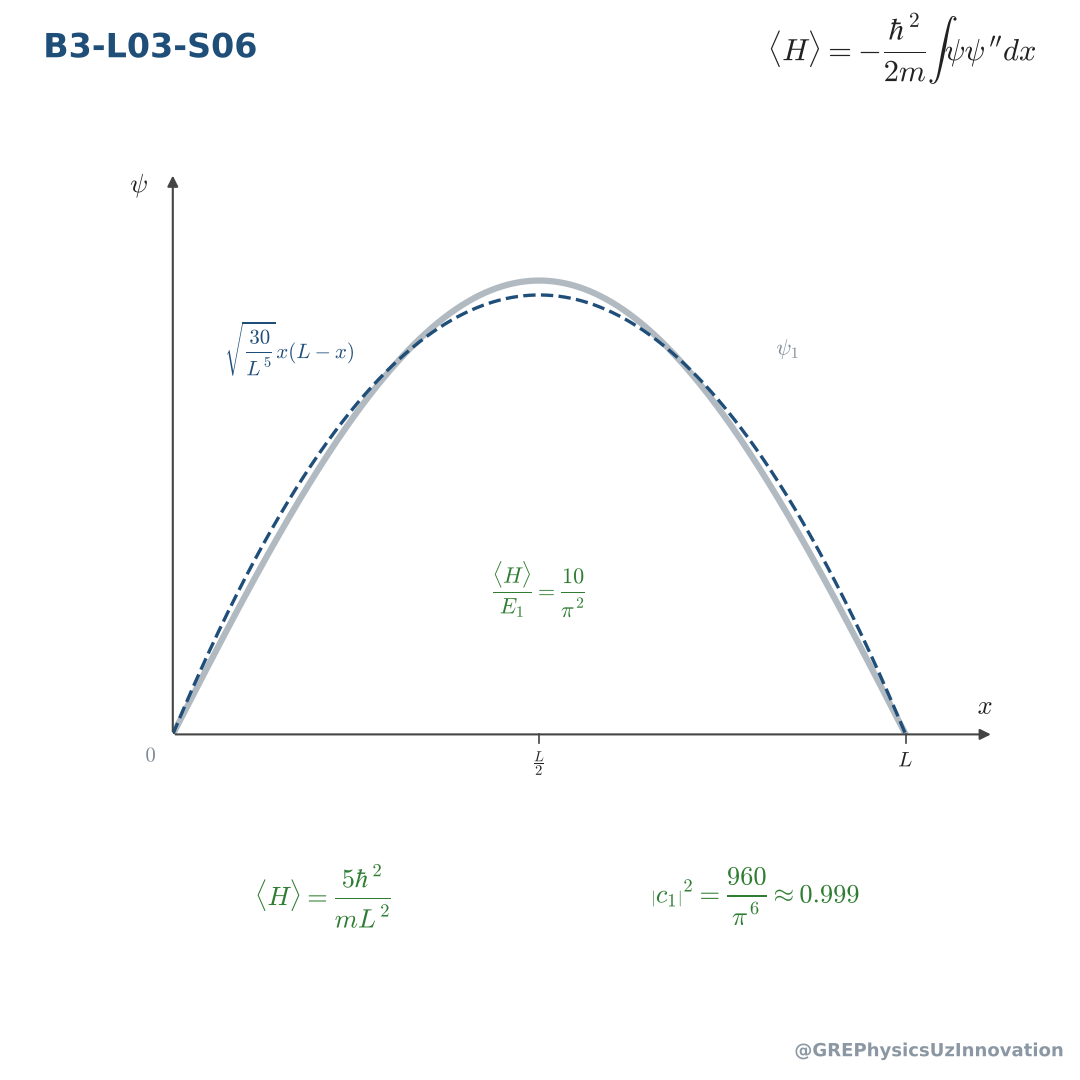 B3-L03-S06
⟨H⟩ = −ħ²/2m ∫ψψ″dx
ψ
√(30/L⁵) x(L − x)
ψ₁
⟨H⟩/E₁ = 10/π²
x
0
L/2
L
⟨H⟩ = 5ħ²/mL²
|c₁|² = 960/π⁶ ≈ 0.999
@GREPhysicsUzInnovation